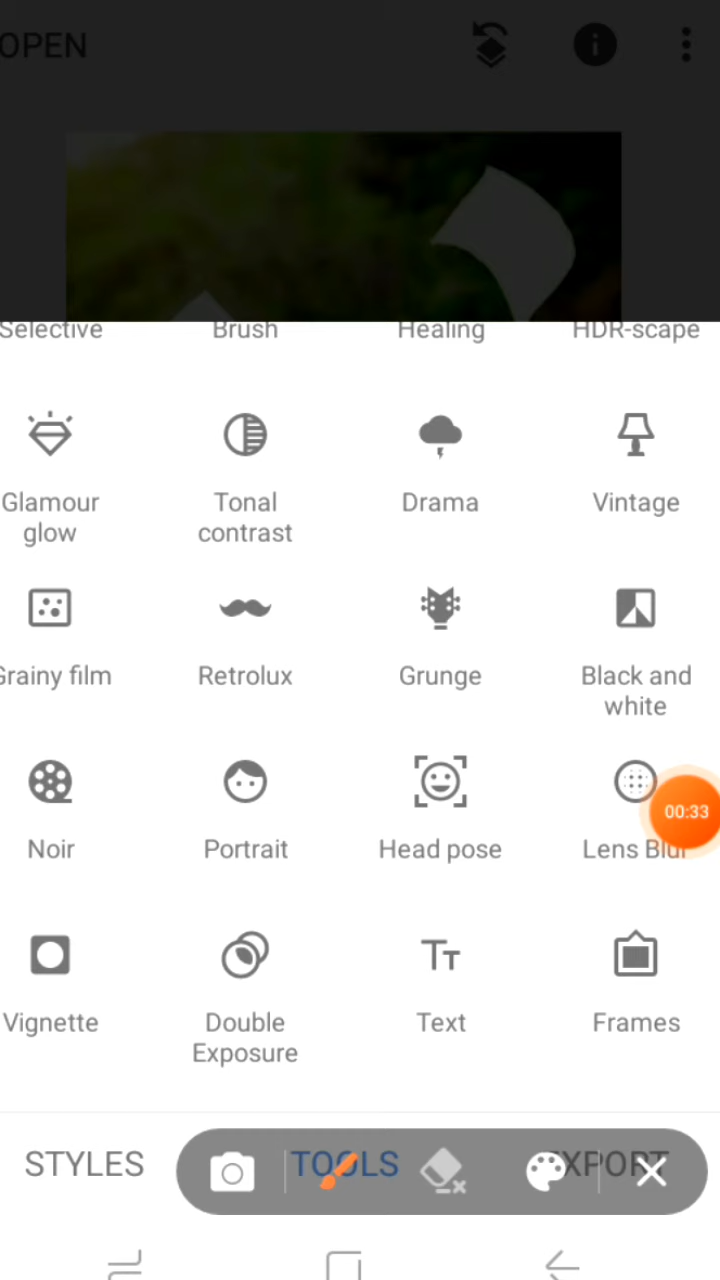 OPEN
Selective Brush Healing HDR-scape
Glamour glow
Tonal contrast
Drama
Vintage
Grainy film
Retrolux
Grunge
Black and white
Noir
Portrait
Head pose
Lens Blur
00:33
Vignette
Double Exposure
Text
Frames
STYLES TOOLS EXPORT